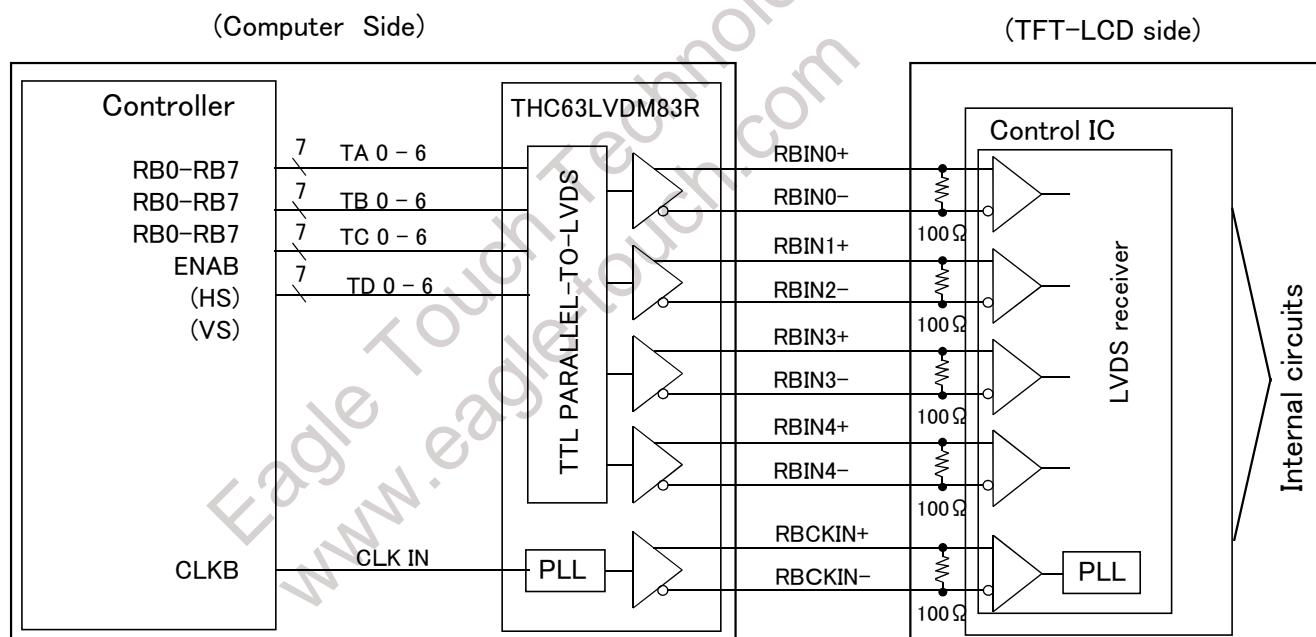 (Computer Side)
(TFT-LCD side)
Controller
THC63LVDM83R
Control IC
RB0-RB7
RB0-RB7
RB0-RB7
ENAB
(HS)
(VS)
CLKB
7
TA 0 - 6
7
TB 0 - 6
7
TC 0 - 6
7
TD 0 - 6
CLK IN
TTL PARALLEL-TO-LVDS
PLL
RBIN0+
RBIN0-
RBIN1+
RBIN2-
RBIN3+
RBIN3-
RBIN4+
RBIN4-
RBCKIN+
RBCKIN-
100Ω
100Ω
100Ω
100Ω
100Ω
LVDS receiver
PLL
Internal circuits
Eagle Touch Technolo
www.eagle-touch.com